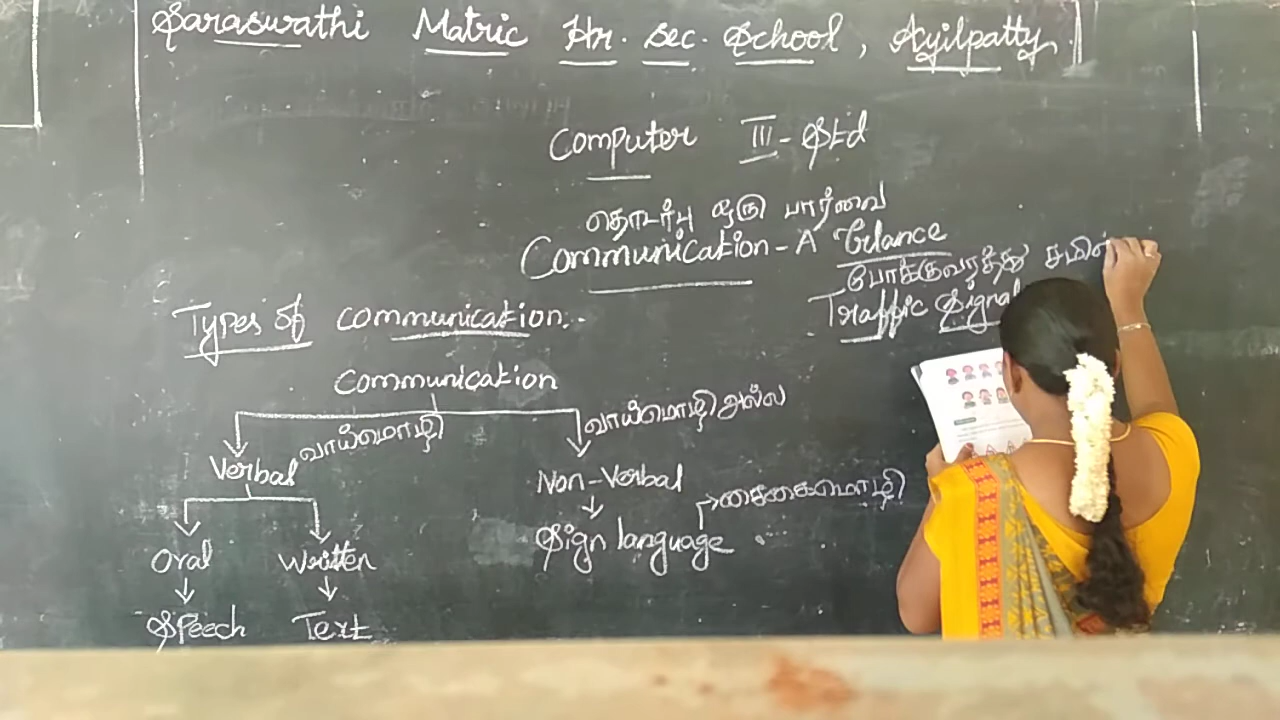 Saraswathi Matric Hr. Sec. School, Ayilpatty
Computer III - Std
தொடர்பு ஒரு பார்வை
Communication - A Glance
போக்குவரத்து
Traffic Signal
Types of communication.
Communication
வாய்மொழி
வாய்மொழி அல்ல
Verbal
Non-Verbal
சைகைமொழி
Oral
Written
Sign language
Speech
Text